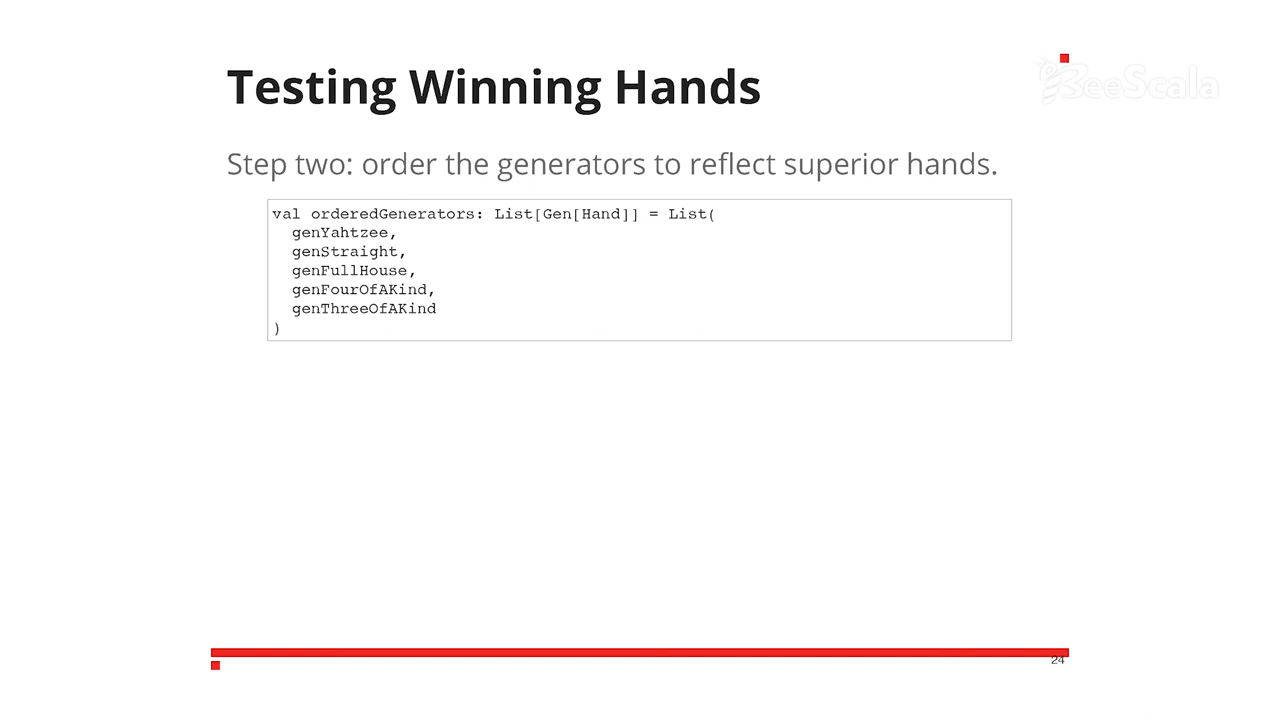 Testing Winning Hands
BeeScala
Step two: order the generators to reflect superior hands.
val orderedGenerators: List[Gen[Hand]] = List(
  genYahtzee,
  genStraight,
  genFullHouse,
  genFourOfAKind,
  genThreeOfAKind
)
24